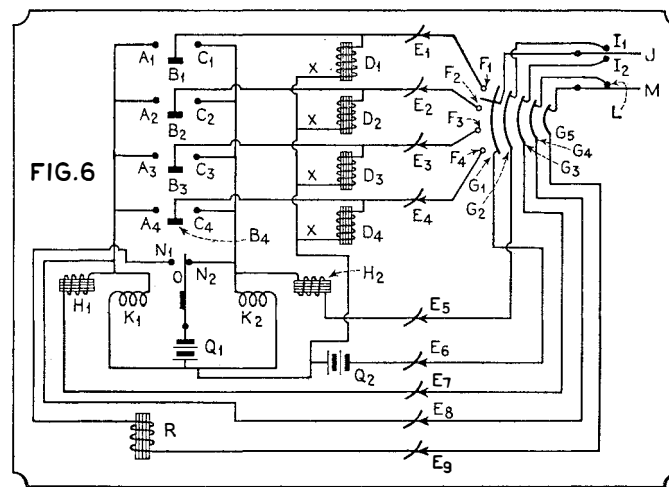 FIG.6
A1 B1 C1 X D1 E1 F1 I1 J
A2 B2 C2 X D2 E2 F2 I2 M
A3 B3 C3 X D3 E3 F3 L
A4 B4 C4 X D4 E4 F4 G1 G2 G3 G4 G5
N1 O N2
H1 K1 K2 H2
Q1 Q2
E5
E6
E7
E8
R E9